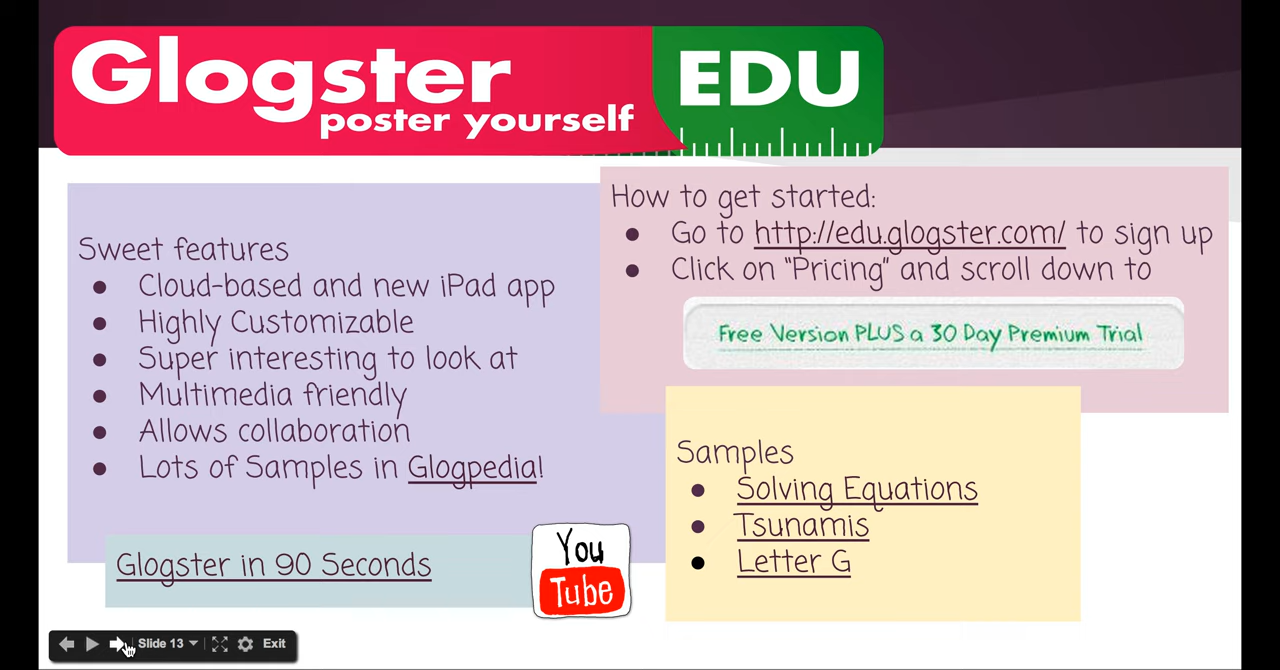 Glogster EDU
poster yourself
Sweet features
● Cloud-based and new iPad app
● Highly Customizable
● Super interesting to look at
● Multimedia friendly
● Allows collaboration
● Lots of Samples in Glogpedia!
Glogster in 90 Seconds
You
Tube
How to get started:
● Go to http://edu.glogster.com/ to sign up
● Click on “Pricing” and scroll down to
Free Version PLUS a 30 Day Premium Trial
Samples
● Solving Equations
● Tsunamis
● Letter G
Slide 13 Exit